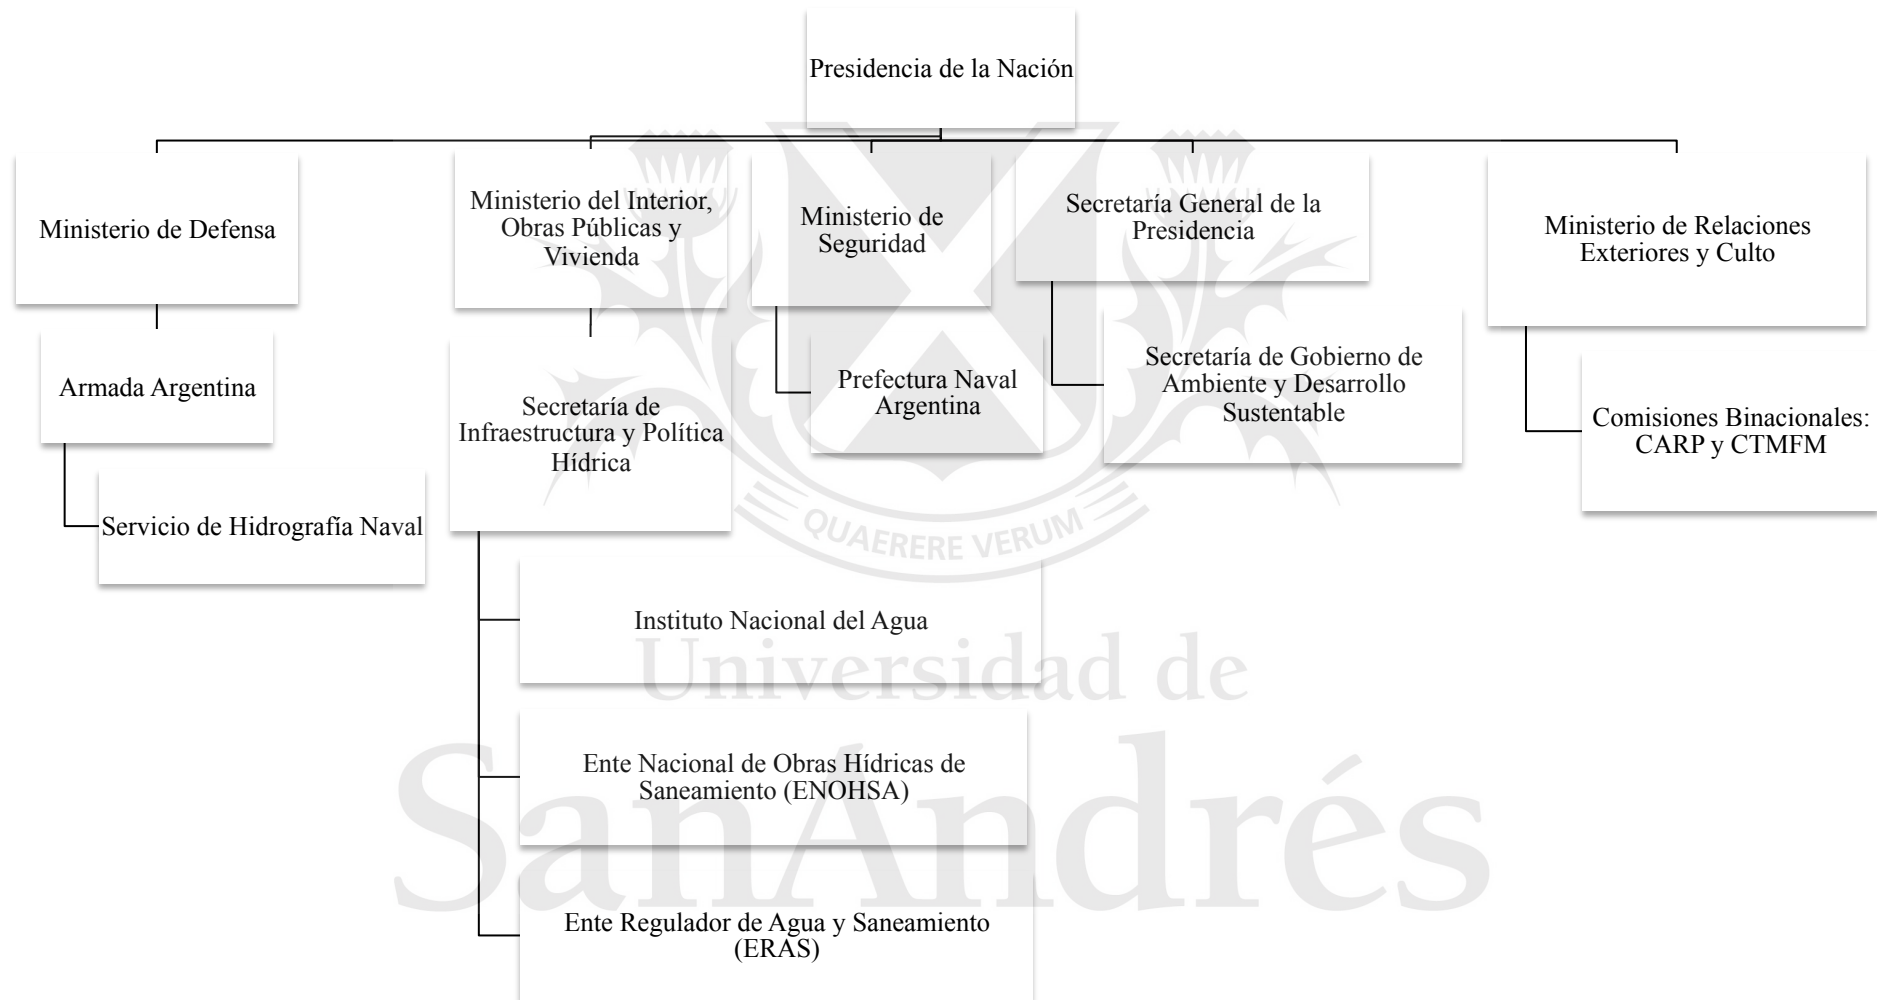 Presidencia de la Nación
Ministerio de Defensa
Ministerio del Interior,
Obras Públicas y
Vivienda
Ministerio de
Seguridad
Secretaría General de la
Presidencia
Ministerio de Relaciones
Exteriores y Culto
Armada Argentina
Servicio de Hidrografía Naval
Secretaría de
Infraestructura y Política
Hídrica
Prefectura Naval
Argentina
Secretaría de Gobierno de
Ambiente y Desarrollo
Sustentable
Comisiones Binacionales:
CARP y CTMFM
Instituto Nacional del Agua
Ente Nacional de Obras Hídricas de
Saneamiento (ENOHSA)
Ente Regulador de Agua y Saneamiento
(ERAS)
QUAERERE VERUM
Universidad de
SanAndrés